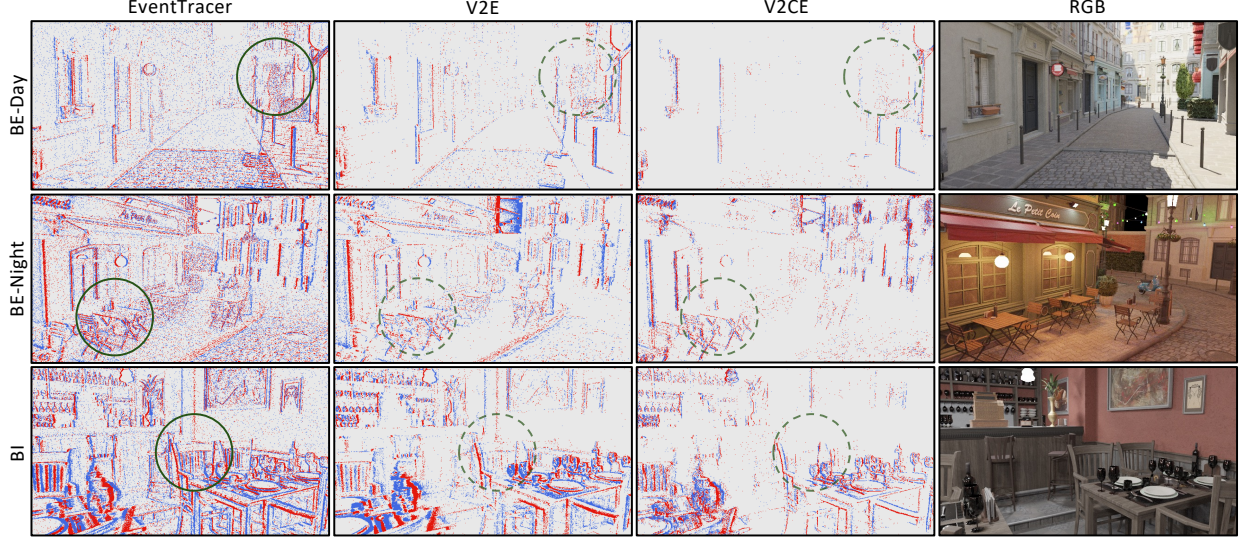 EventTracer V2E V2CE RGB
BE-Day
BE-Night
Le Petit Coin
BI